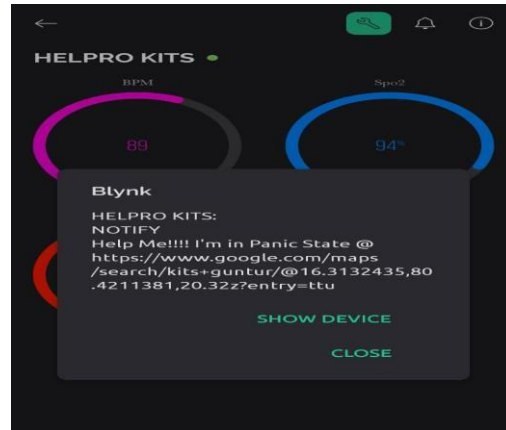 HELPRO KITS
BPM
Spo2
89
94%
Blynk
HELPRO KITS:
NOTIFY
Help Me!!!! I'm in Panic State @
https://www.google.com/maps
/search/kits+guntur/@16.3132435,80
.4211381,20.32z?entry=ttu
SHOW DEVICE
CLOSE